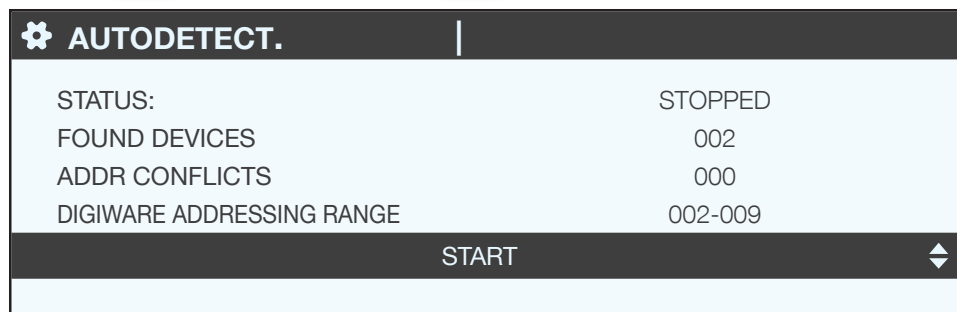 AUTODETECT.
STATUS: STOPPED
FOUND DEVICES 002
ADDR CONFLICTS 000
DIGIWARE ADDRESSING RANGE 002-009
START